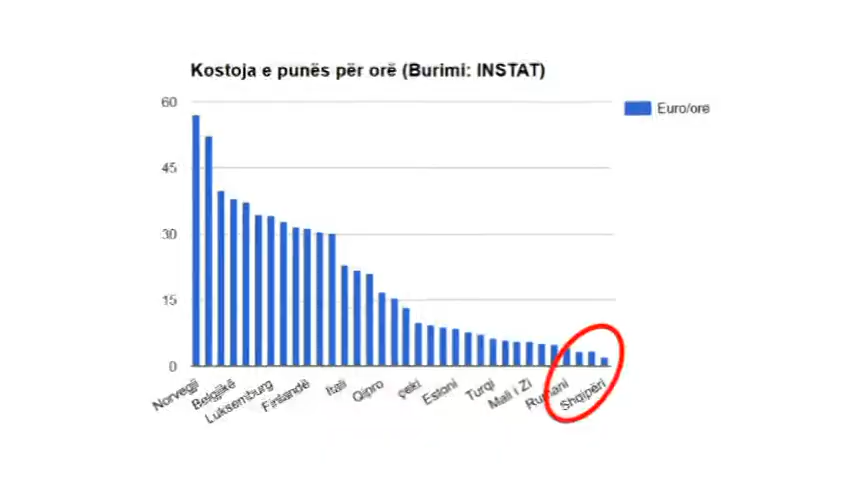 Kostoja e punës për orë (Burimi: INSTAT)
Euro/orë
60
45
30
15
0
Norvegji
Belgjikë
Luksemburg
Finlandë
Itali
Qipro
çeki
Estoni
Turqi
Mali i Zi
Rumani
Shqipëri